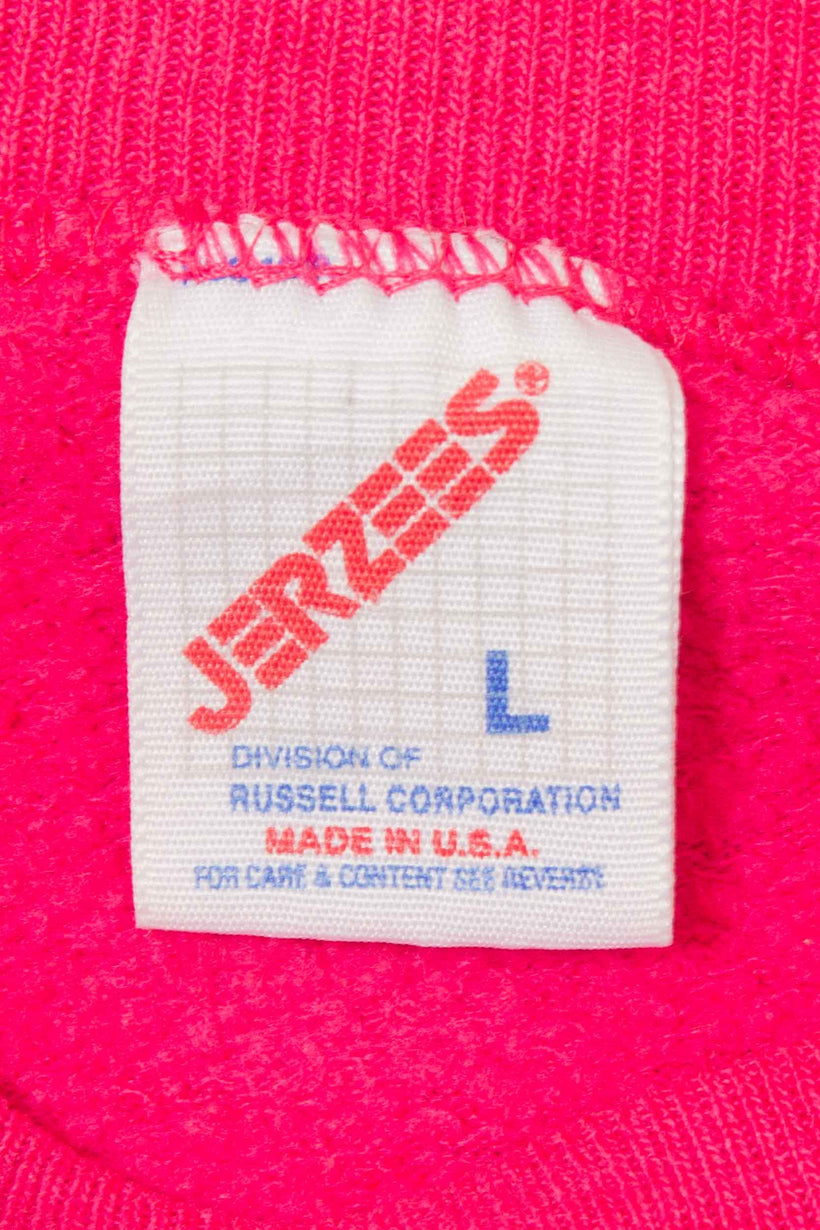 JERZEES®
L
DIVISION OF
RUSSELL CORPORATION
MADE IN U.S.A.
FOR CARE & CONTENT SEE REVERSE